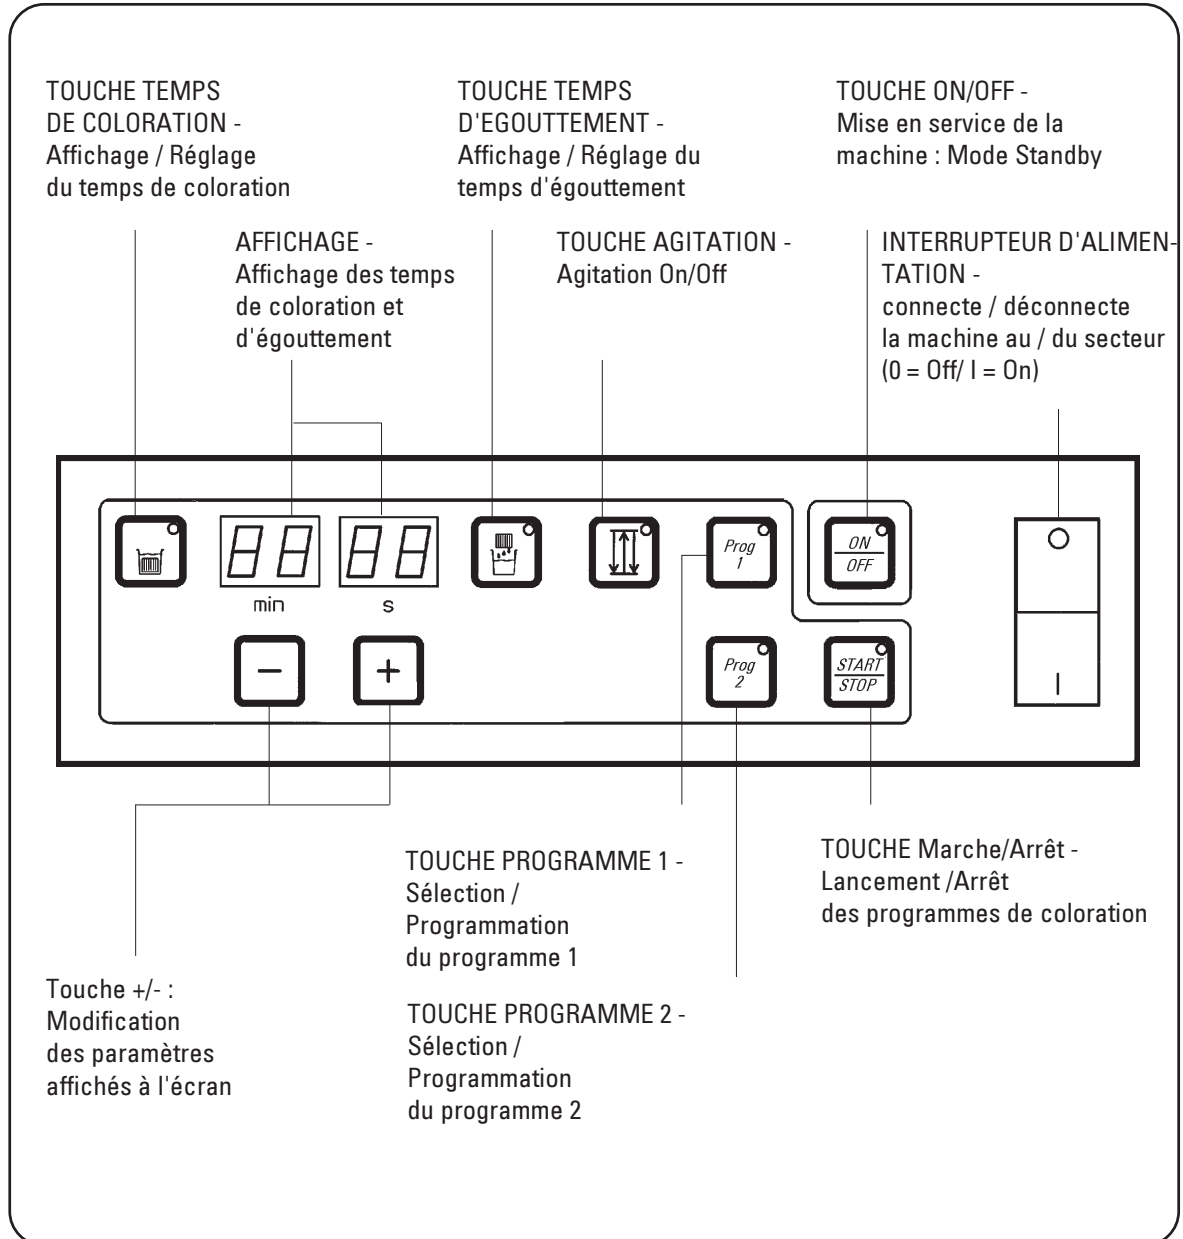 TOUCHE TEMPS
DE COLORATION -
Affichage / Réglage
du temps de coloration
TOUCHE TEMPS
D'EGOUTTEMENT -
Affichage / Réglage du
temps d'égouttement
TOUCHE ON/OFF -
Mise en service de la
machine : Mode Standby
AFFICHAGE -
Affichage des temps
de coloration et
d'égouttement
TOUCHE AGITATION -
Agitation On/Off
INTERRUPTEUR D'ALIMEN-
TATION -
connecte / déconnecte
la machine au / du secteur
(0 = Off/ I = On)
88
88
min
s
Prog
1
ON
OFF
O
−
+
Prog
2
START
STOP
I
TOUCHE PROGRAMME 1 -
Sélection /
Programmation
du programme 1
TOUCHE Marche/Arrêt -
Lancement /Arrêt
des programmes de coloration
Touche +/- :
Modification
des paramètres
affichés à l'écran
TOUCHE PROGRAMME 2 -
Sélection /
Programmation
du programme 2